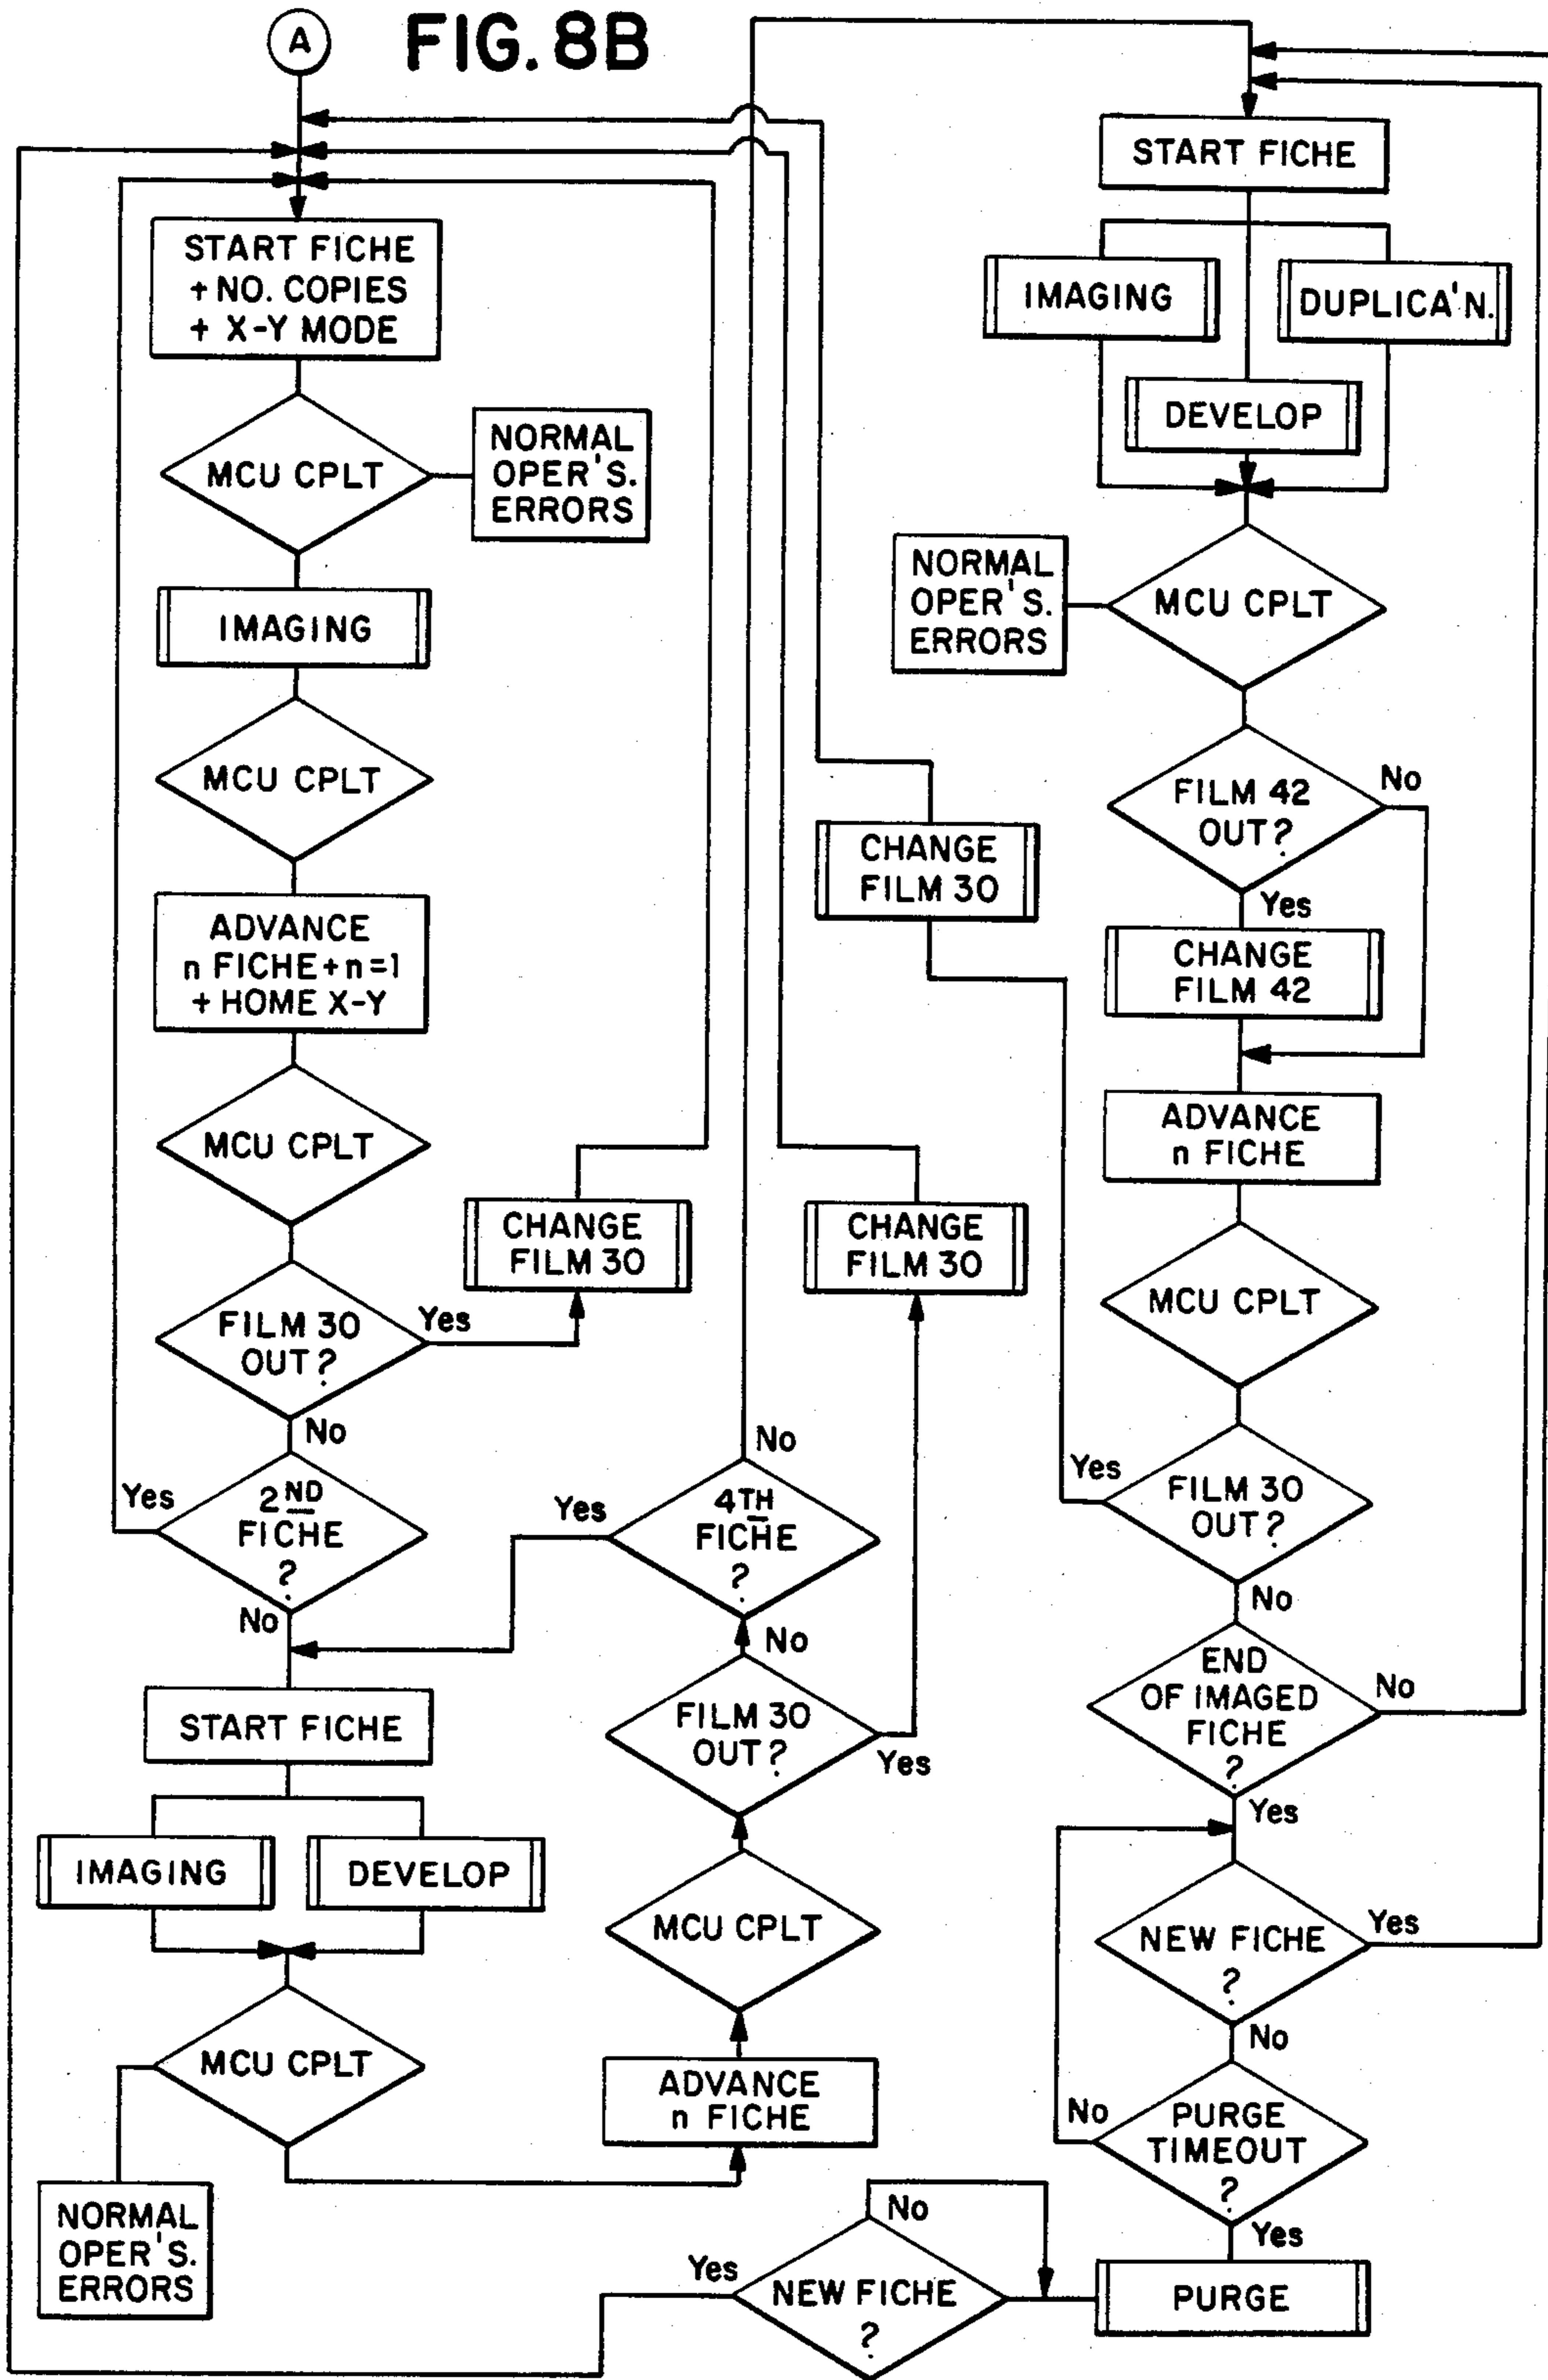 A
FIG. 8B
START FICHE
+ NO. COPIES
+ X-Y MODE
MCU CPLT
NORMAL
OPER'S.
ERRORS
IMAGING
MCU CPLT
ADVANCE
n FICHE+n=1
+ HOME X-Y
MCU CPLT
FILM 30
OUT?
Yes
No
CHANGE
FILM 30
2ND
FICHE
?
Yes
No
START FICHE
IMAGING
DEVELOP
MCU CPLT
NORMAL
OPER'S.
ERRORS
ADVANCE
n FICHE
MCU CPLT
FILM 30
OUT?
Yes
No
CHANGE
FILM 30
4TH
FICHE
?
Yes
No
START FICHE
IMAGING
DUPLICA'N.
DEVELOP
MCU CPLT
NORMAL
OPER'S.
ERRORS
FILM 42
OUT?
No
Yes
CHANGE
FILM 42
ADVANCE
n FICHE
MCU CPLT
FILM 30
OUT?
Yes
No
CHANGE
FILM 30
END
OF IMAGED
FICHE
?
No
Yes
NEW FICHE
?
Yes
No
PURGE
TIMEOUT
?
No
Yes
PURGE
NEW FICHE
?
No
Yes